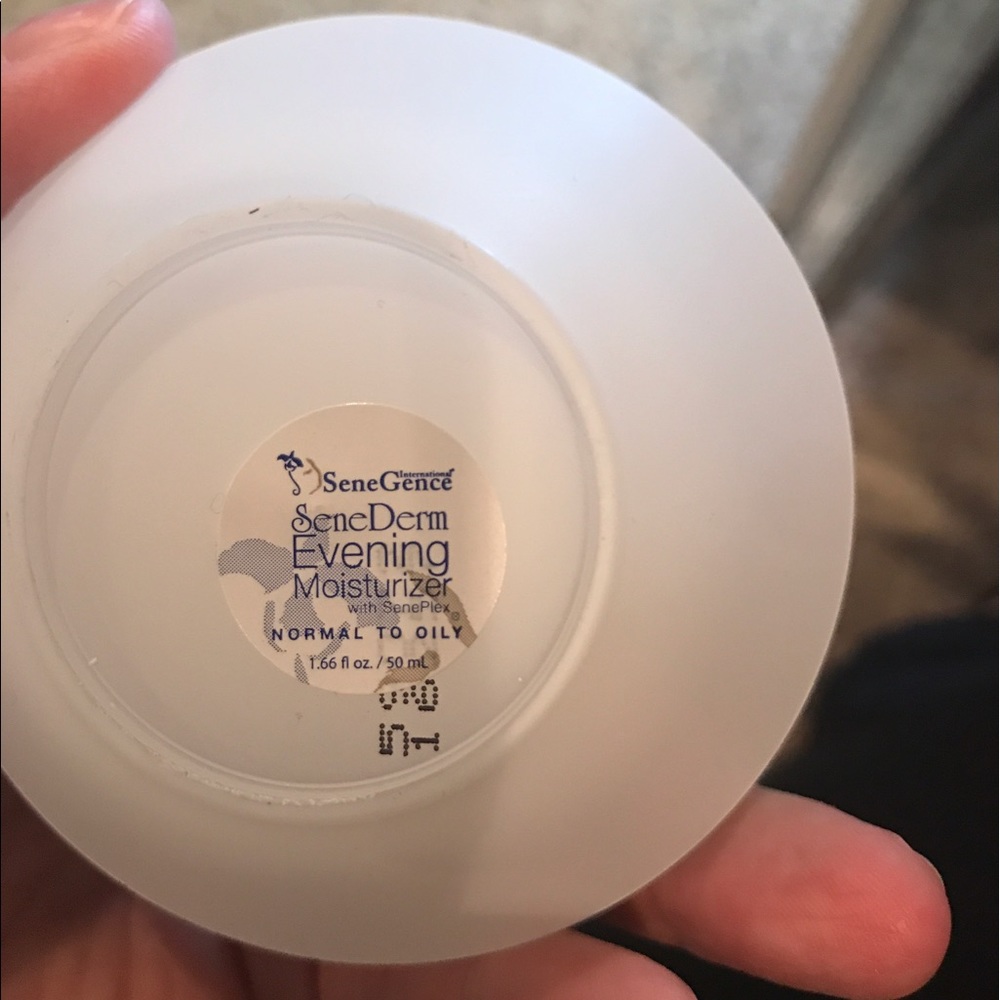 SeneGence International
SeneDerm
Evening
Moisturizer
with SenePlex
NORMAL TO OILY
1.66 fl oz. / 50 mL